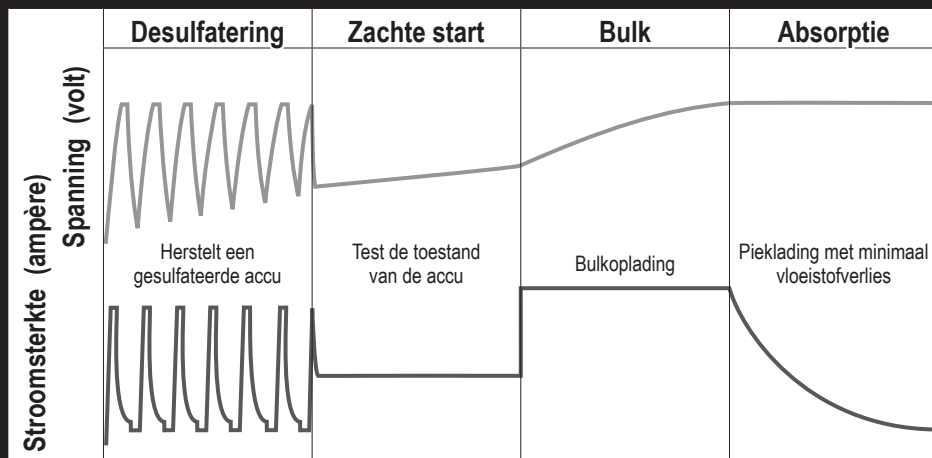 Desulfatering
Zachte start
Bulk
Absorptie
Spanning (volt)
Stroomsterkte (ampère)
Herstelt een
gesulfateerde accu
Test de toestand
van de accu
Bulkoplading
Pieklading met minimaal
vloeistofverlies